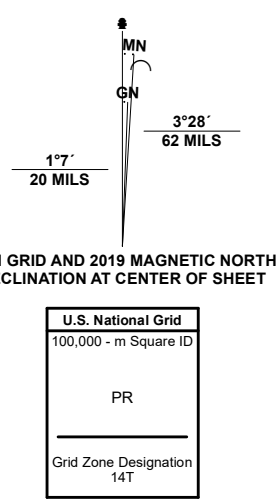 MN
GN
3°28´
62 MILS
1°7´
20 MILS
GRID AND 2019 MAGNETIC NORTH
CLINATION AT CENTER OF SHEET
U.S. National Grid
100,000 - m Square ID
PR
Grid Zone Designation
14T